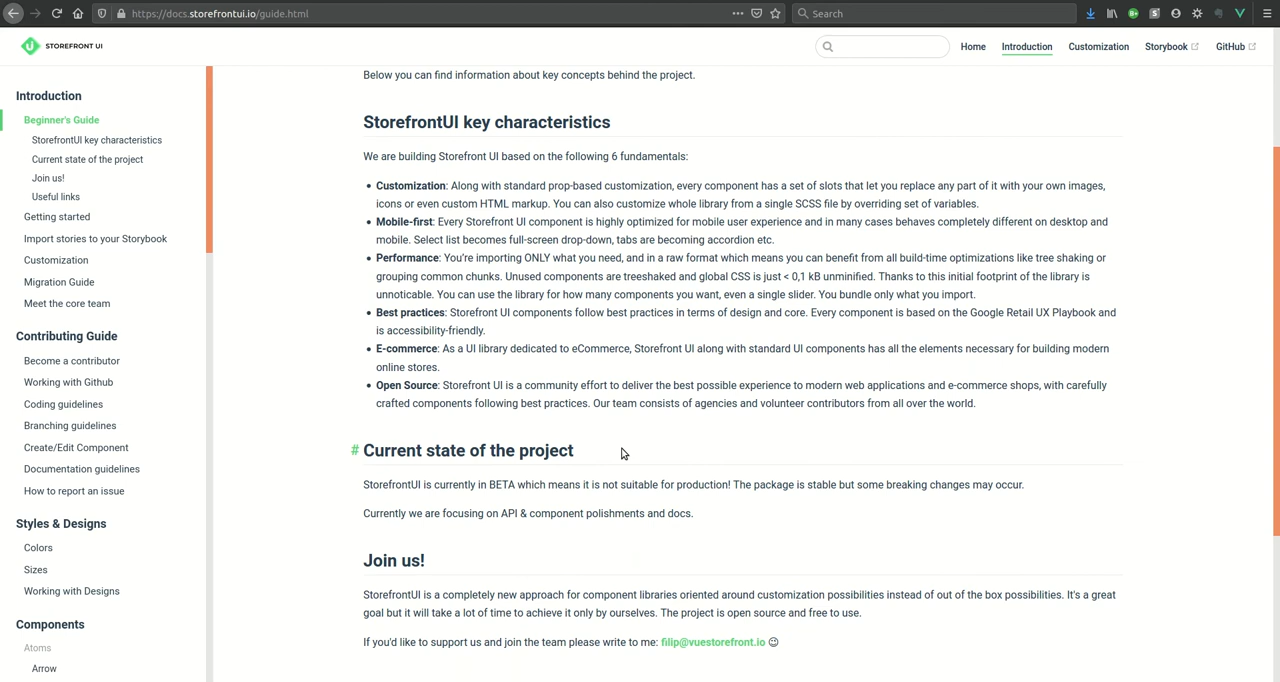 https://docs.storefrontui.io/guide.html
Search
STOREFRONT UI
Home
Introduction
Customization
Storybook
GitHub
Introduction
Beginner's Guide
StorefrontUI key characteristics
Current state of the project
Join us!
Useful links
Getting started
Import stories to your Storybook
Customization
Migration Guide
Meet the core team
Contributing Guide
Become a contributor
Working with Github
Coding guidelines
Branching guidelines
Create/Edit Component
Documentation guidelines
How to report an issue
Styles & Designs
Colors
Sizes
Working with Designs
Components
Atoms
Arrow
Below you can find information about key concepts behind the project.
StorefrontUI key characteristics
We are building Storefront UI based on the following 6 fundamentals:
• Customization: Along with standard prop-based customization, every component has a set of slots that let you replace any part of it with your own images,
icons or even custom HTML markup. You can also customize whole library from a single SCSS file by overriding set of variables.
• Mobile-first: Every Storefront UI component is highly optimized for mobile user experience and in many cases behaves completely different on desktop and
mobile. Select list becomes full-screen drop-down, tabs are becoming accordion etc.
• Performance: You're importing ONLY what you need, and in a raw format which means you can benefit from all build-time optimizations like tree shaking or
grouping common chunks. Unused components are treeshaked and global CSS is just < 0,1 kB unminified. Thanks to this initial footprint of the library is
unnoticable. You can use the library for how many components you want, even a single slider. You bundle only what you import.
• Best practices: Storefront UI components follow best practices in terms of design and core. Every component is based on the Google Retail UX Playbook and
is accessibility-friendly.
• E-commerce: As a UI library dedicated to eCommerce, Storefront UI along with standard UI components has all the elements necessary for building modern
online stores.
• Open Source: Storefront UI is a community effort to deliver the best possible experience to modern web applications and e-commerce shops, with carefully
crafted components following best practices. Our team consists of agencies and volunteer contributors from all over the world.
# Current state of the project
StorefrontUI is currently in BETA which means it is not suitable for production! The package is stable but some breaking changes may occur.
Currently we are focusing on API & component polishments and docs.
Join us!
StorefrontUI is a completely new approach for component libraries oriented around customization possibilities instead of out of the box possibilities. It's a great
goal but it will take a lot of time to achieve it only by ourselves. The project is open source and free to use.
If you'd like to support us and join the team please write to me: filip@vuestorefront.io 😉